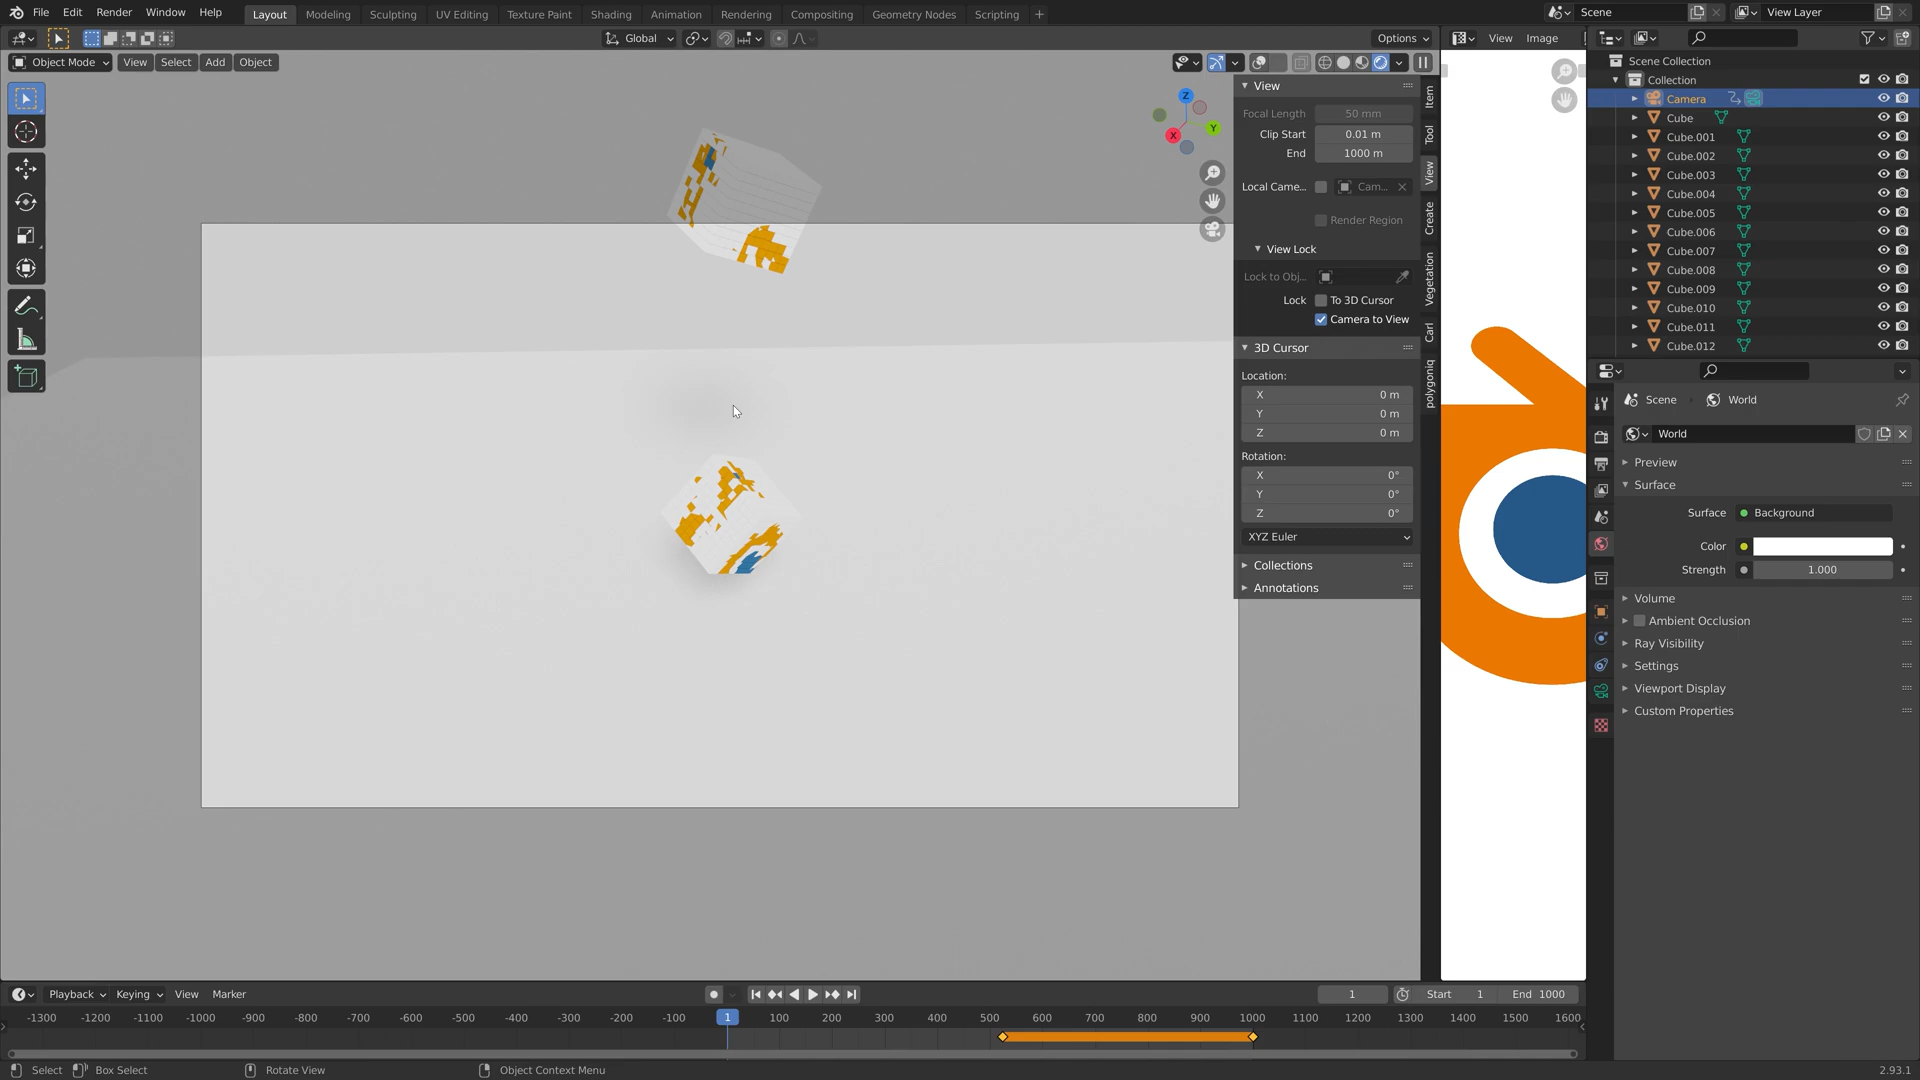 File Edit Render Window Help Layout Modeling Sculpting UV Editing Texture Paint Shading Animation Rendering Compositing Geometry Nodes Scripting + Scene View Layer
Global Options View Image
Object Mode View Select Add Object
Scene Collection
Collection
Camera
Cube
Cube.001
Cube.002
Cube.003
Cube.004
Cube.005
Cube.006
Cube.007
Cube.008
Cube.009
Cube.010
Cube.011
Cube.012
Z
Y
X
View
Focal Length 50 mm
Clip Start 0.01 m
End 1000 m
Local Came... Cam...
Render Region
View Lock
Lock to Obj...
Lock To 3D Cursor
Camera to View
3D Cursor
Location:
X 0 m
Y 0 m
Z 0 m
Rotation:
X 0°
Y 0°
Z 0°
XYZ Euler
Collections
Annotations
Item
Tool
View
Create
Vegetation
Carl
polygoniq
Scene World
World
Preview
Surface
Surface Background
Color
Strength 1.000
Volume
Ambient Occlusion
Ray Visibility
Settings
Viewport Display
Custom Properties
Playback Keying View Marker 1 Start 1 End 1000
-1300 -1200 -1100 -1000 -900 -800 -700 -600 -500 -400 -300 -200 -100 1 100 200 300 400 500 600 700 800 900 1000 1100 1200 1300 1400 1500 1600
Select Box Select Rotate View Object Context Menu 2.93.1